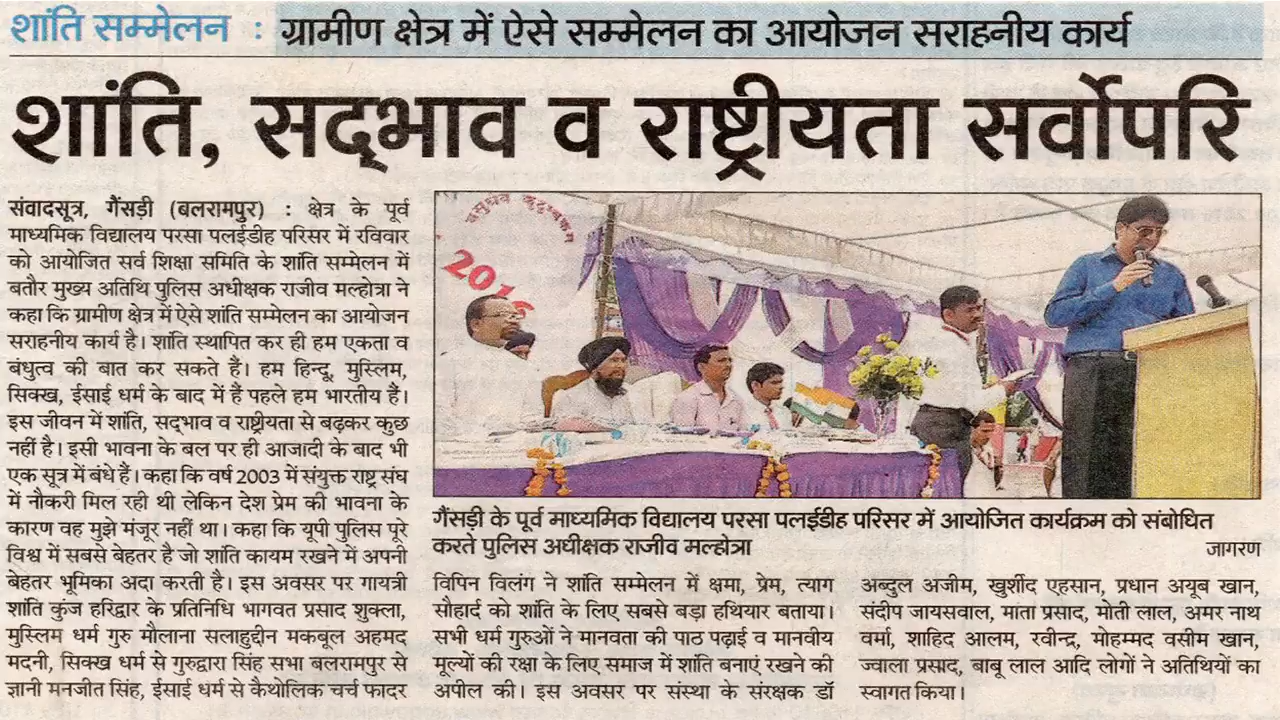 शांति सम्मेलन : ग्रामीण क्षेत्र में ऐसे सम्मेलन का आयोजन सराहनीय कार्य
शांति, सद्‌भाव व राष्ट्रीयता सर्वोपरि
संवादसूत्र, गैंसड़ी (बलरामपुर) : क्षेत्र के पूर्व
माध्यमिक विद्यालय परसा पलईडीह परिसर में रविवार
को आयोजित सर्व शिक्षा समिति के शांति सम्मेलन में
बतौर मुख्य अतिथि पुलिस अधीक्षक राजीव मल्होत्रा ने
कहा कि ग्रामीण क्षेत्र में ऐसे शांति सम्मेलन का आयोजन
सराहनीय कार्य है। शांति स्थापित कर ही हम एकता व
बंधुत्व की बात कर सकते हैं। हम हिन्दू, मुस्लिम,
सिक्ख, ईसाई धर्म के बाद में हैं पहले हम भारतीय हैं।
इस जीवन में शांति, सद्‌भाव व राष्ट्रीयता से बढ़कर कुछ
नहीं है। इसी भावना के बल पर ही आजादी के बाद भी
एक सूत्र में बंधे हैं। कहा कि वर्ष 2003 में संयुक्त राष्ट्र संघ
में नौकरी मिल रही थी लेकिन देश प्रेम की भावना के
कारण वह मुझे मंजूर नहीं था। कहा कि यूपी पुलिस पूरे
विश्व में सबसे बेहतर है जो शांति कायम रखने में अपनी
बेहतर भूमिका अदा करती है। इस अवसर पर गायत्री
शांति कुंज हरिद्वार के प्रतिनिधि भागवत प्रसाद शुक्ला,
मुस्लिम धर्म गुरु मौलाना सलाहुद्दीन मकबूल अहमद
मदनी, सिक्ख धर्म से गुरुद्वारा सिंह सभा बलरामपुर से
ज्ञानी मनजीत सिंह, ईसाई धर्म से कैथोलिक चर्च फादर
वसुधैव कुटुम्बकम
2016
गैंसड़ी के पूर्व माध्यमिक विद्यालय परसा पलईडीह परिसर में आयोजित कार्यक्रम को संबोधित
करते पुलिस अधीक्षक राजीव मल्होत्रा
जागरण
विपिन विलंग ने शांति सम्मेलन में क्षमा, प्रेम, त्याग
सौहार्द को शांति के लिए सबसे बड़ा हथियार बताया।
सभी धर्म गुरुओं ने मानवता की पाठ पढ़ाई व मानवीय
मूल्यों की रक्षा के लिए समाज में शांति बनाएं रखने की
अपील की। इस अवसर पर संस्था के संरक्षक डॉ
अब्दुल अजीम, खुर्शीद एहसान, प्रधान अयूब खान,
संदीप जायसवाल, माता प्रसाद, मोती लाल, अमर नाथ
वर्मा, शाहिद आलम, रवीन्द्र, मोहम्मद वसीम खान,
ज्वाला प्रसाद, बाबू लाल आदि लोगों ने अतिथियों का
स्वागत किया।